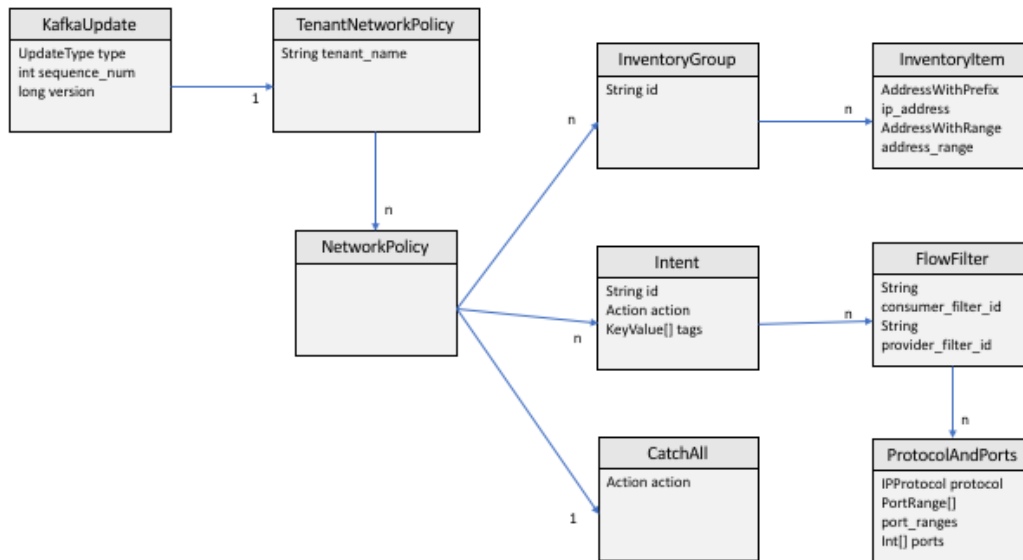 KafkaUpdate
UpdateType type
int sequence_num
long version
1
TenantNetworkPolicy
String tenant_name
n
NetworkPolicy
n
InventoryGroup
String id
n
InventoryItem
AddressWithPrefix
ip_address
AddressWithRange
address_range
n
Intent
String id
Action action
KeyValue[] tags
n
FlowFilter
String
consumer_filter_id
String
provider_filter_id
n
1
CatchAll
Action action
ProtocolAndPorts
IPProtocol protocol
PortRange[]
port_ranges
Int[] ports